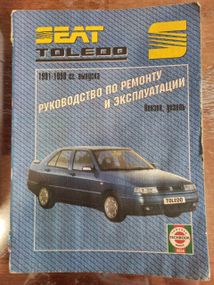 SEAT
TOLEDO
1991-1998 гг. выпуска
РУКОВОДСТВО ПО РЕМОНТУ
И ЭКСПЛУАТАЦИИ
Бензин, дизель
TOLEDO